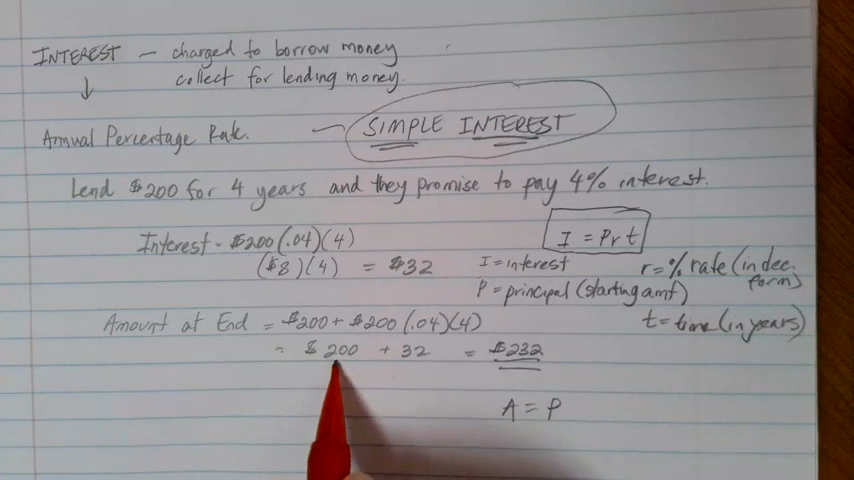 INTEREST – charged to borrow money
collect for lending money.
↓
Annual Percentage Rate. – SIMPLE INTEREST
Lend $200 for 4 years and they promise to pay 4% interest.
Interest = $200(.04)(4)
($8)(4) = $32
I = Prt
I = interest
P = principal (starting amt)
r = % rate (in dec. form)
t = time (in years)
Amount at End = $200 + $200(.04)(4)
= $200 + 32 = $232
A = P